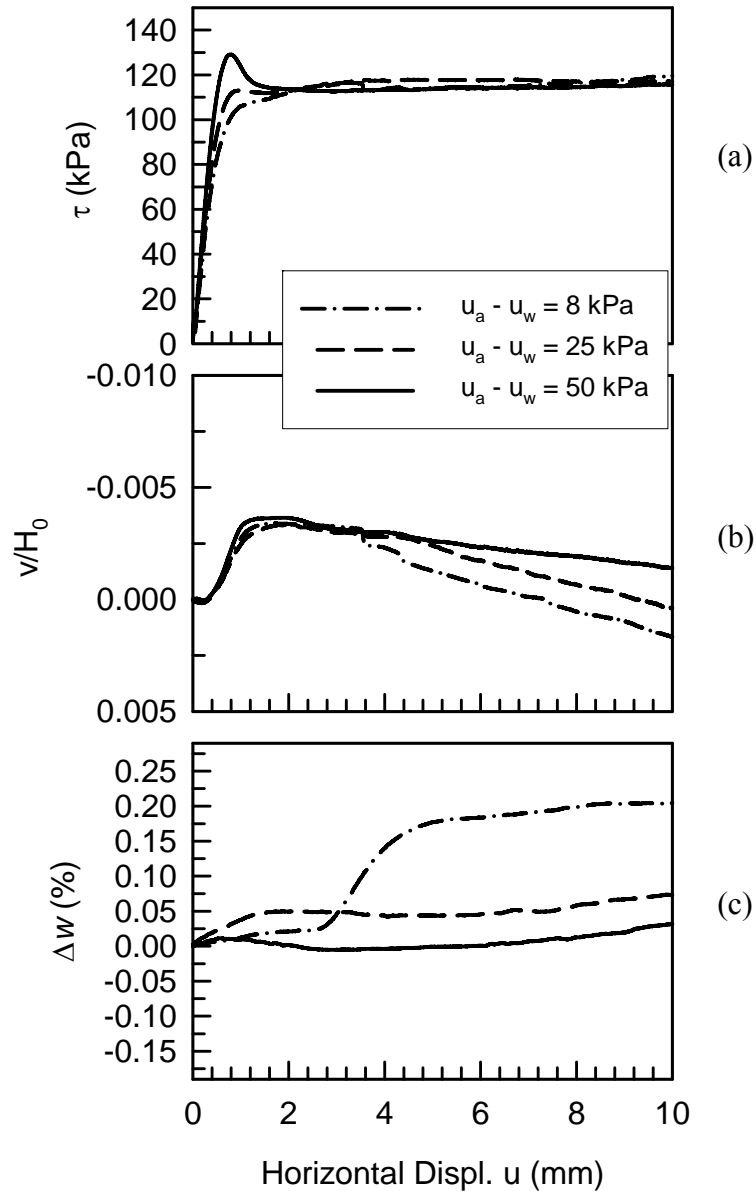 140
120
100
80
60
40
20
0
τ (kPa)
(a)
u_a - u_w = 8 kPa
u_a - u_w = 25 kPa
u_a - u_w = 50 kPa
-0.010
-0.005
0.000
0.005
v/H_0
(b)
0.25
0.20
0.15
0.10
0.05
0.00
-0.05
-0.10
-0.15
Δw (%)
(c)
0 2 4 6 8 10
Horizontal Displ. u (mm)